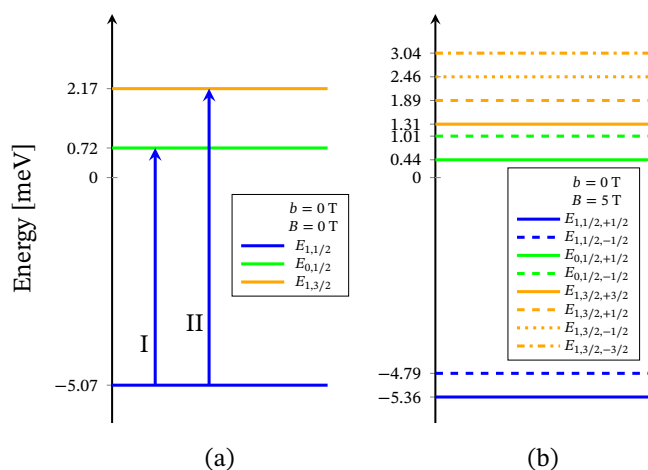 Energy [meV]
2.17
0.72
0
−5.07
I
II
b = 0 T
B = 0 T
E1,1/2
E0,1/2
E1,3/2
(a)
3.04
2.46
1.89
1.31
1.01
0.44
0
−4.79
−5.36
b = 0 T
B = 5 T
E1,1/2,+1/2
E1,1/2,−1/2
E0,1/2,+1/2
E0,1/2,−1/2
E1,3/2,+3/2
E1,3/2,+1/2
E1,3/2,−1/2
E1,3/2,−3/2
(b)